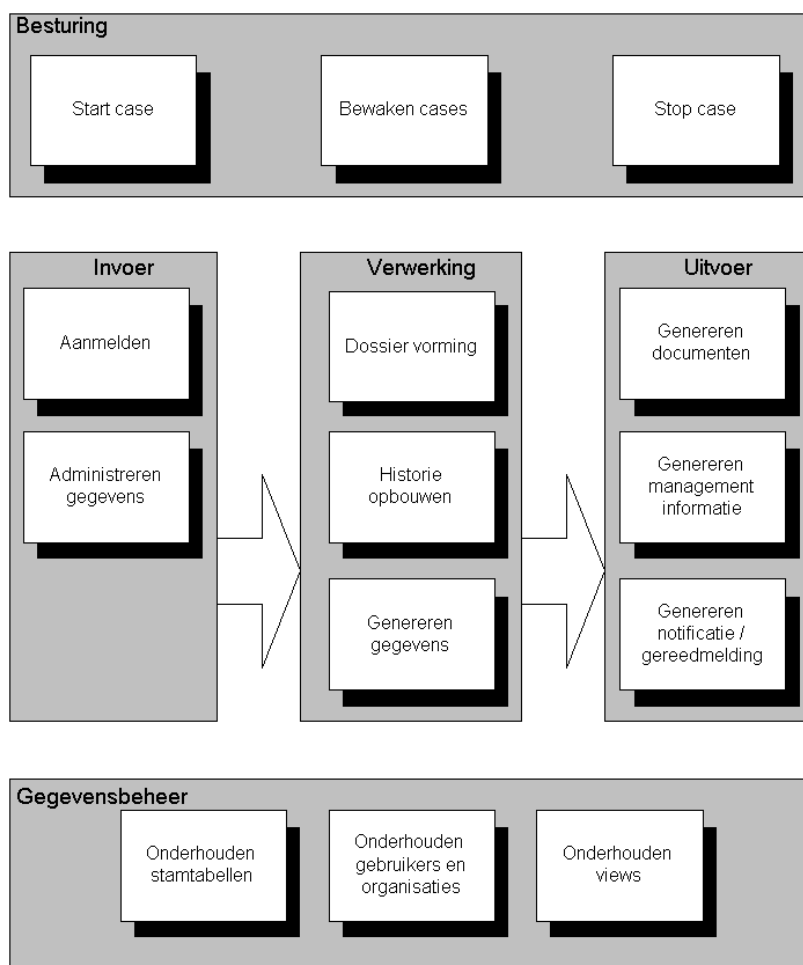 Besturing
Start case
Bewaken cases
Stop case
Invoer
Aanmelden
Administreren
gegevens
Verwerking
Dossier vorming
Historie
opbouwen
Genereren
gegevens
Uitvoer
Genereren
documenten
Genereren
management
informatie
Genereren
notificatie /
gereedmelding
Gegevensbeheer
Onderhouden
stamtabellen
Onderhouden
gebruikers en
organisaties
Onderhouden
views